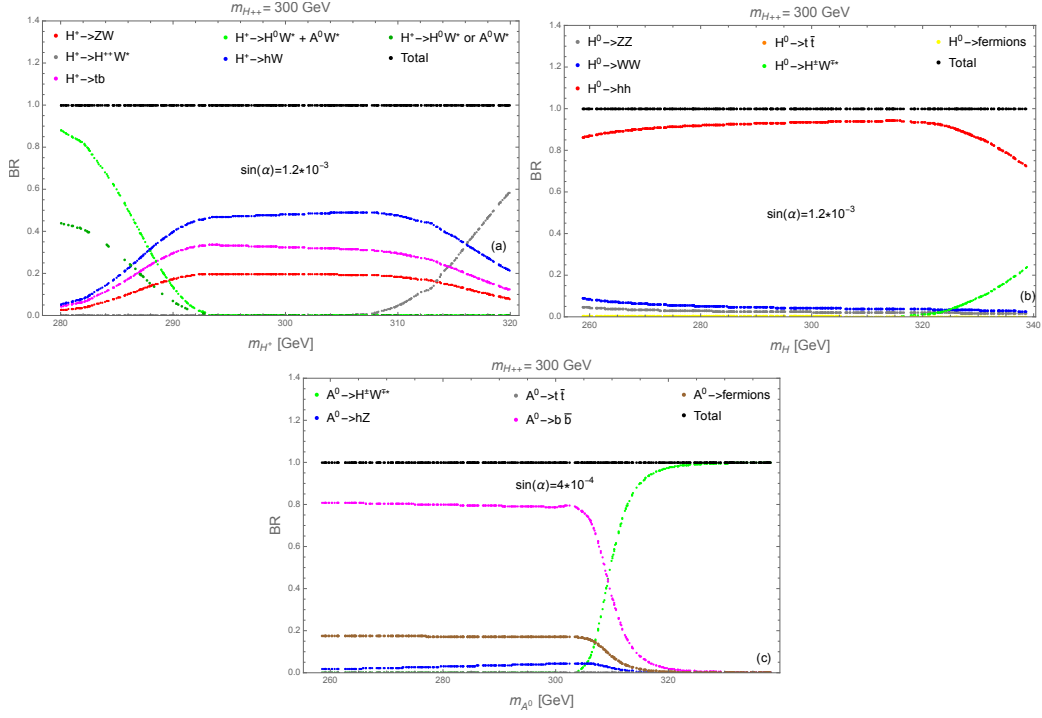 m_{H++} = 300 GeV
H⁺->ZW H⁺->H⁰W* + A⁰W* H⁺->H⁰W* or A⁰W*
H⁺->H⁺⁺W* H⁺->hW Total
H⁺->tb
sin(α)=1.2*10⁻³
(a)
BR
0.0 0.2 0.4 0.6 0.8 1.0 1.2 1.4
280 290 300 310 320
m_{H⁺} [GeV]
m_{H++} = 300 GeV
H⁰->ZZ H⁰->t t̄ H⁰->fermions
H⁰->WW H⁰->H^±W^∓* Total
H⁰->hh
sin(α)=1.2*10⁻³
(b)
BR
0.0 0.2 0.4 0.6 0.8 1.0 1.2 1.4
260 280 300 320 340
m_H [GeV]
m_{H++} = 300 GeV
A⁰->H^±W^∓* A⁰->t t̄ A⁰->fermions
A⁰->hZ A⁰->b b̄ Total
sin(α)=4*10⁻⁴
(c)
BR
0.0 0.2 0.4 0.6 0.8 1.0 1.2 1.4
260 280 300 320
m_{A⁰} [GeV]